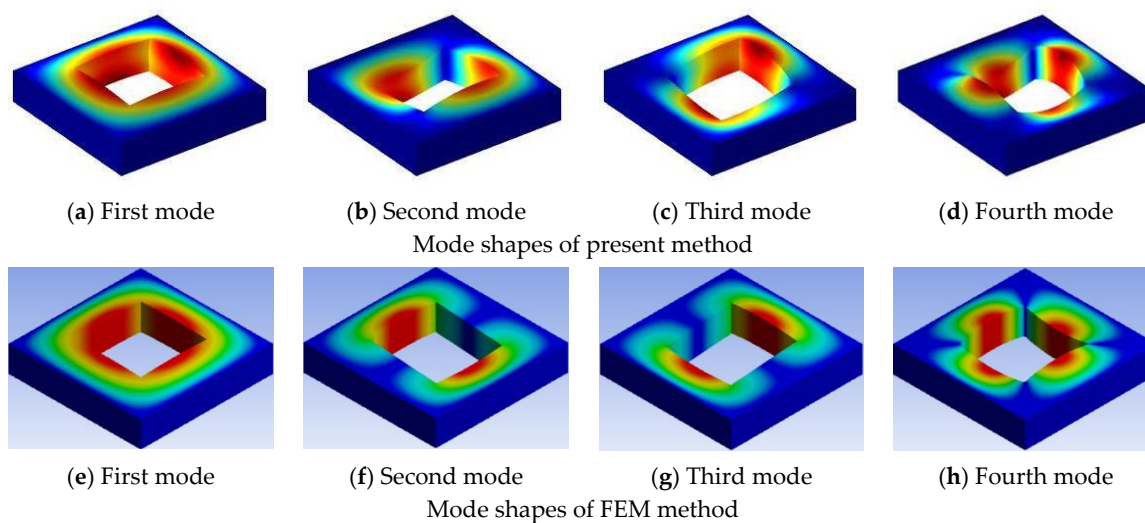 (a) First mode (b) Second mode (c) Third mode (d) Fourth mode
Mode shapes of present method
(e) First mode (f) Second mode (g) Third mode (h) Fourth mode
Mode shapes of FEM method